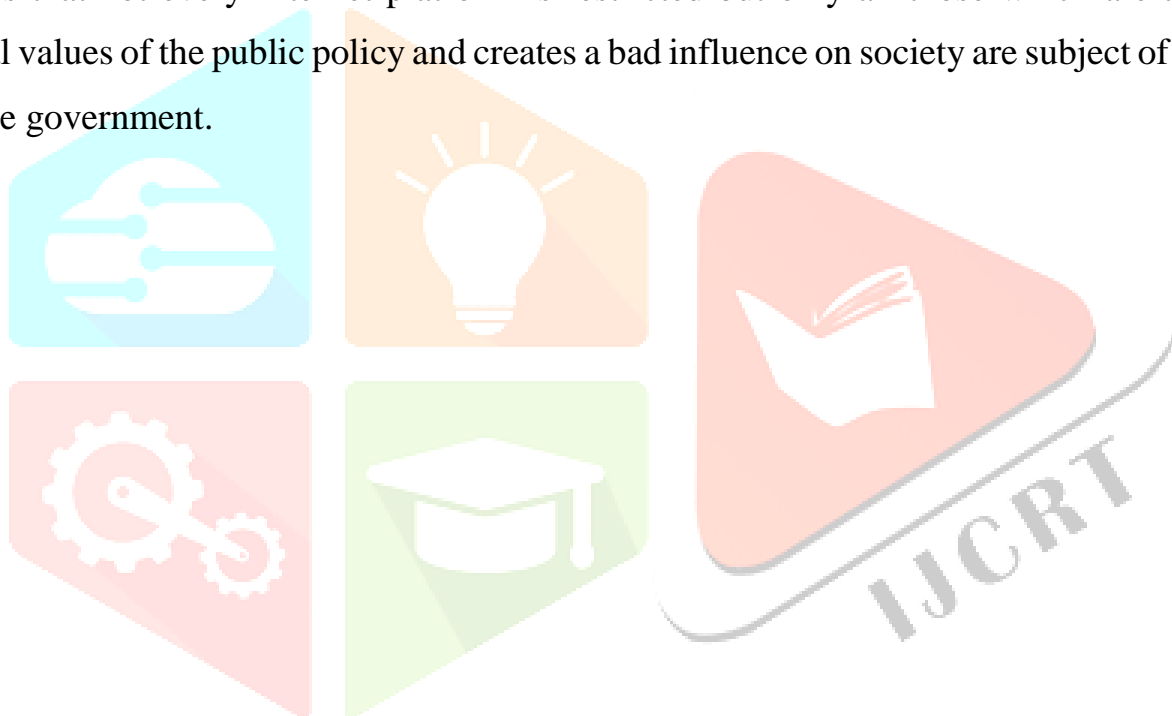 l values of the public policy and creates a bad influence on society are subject of
e government.
IJCRT